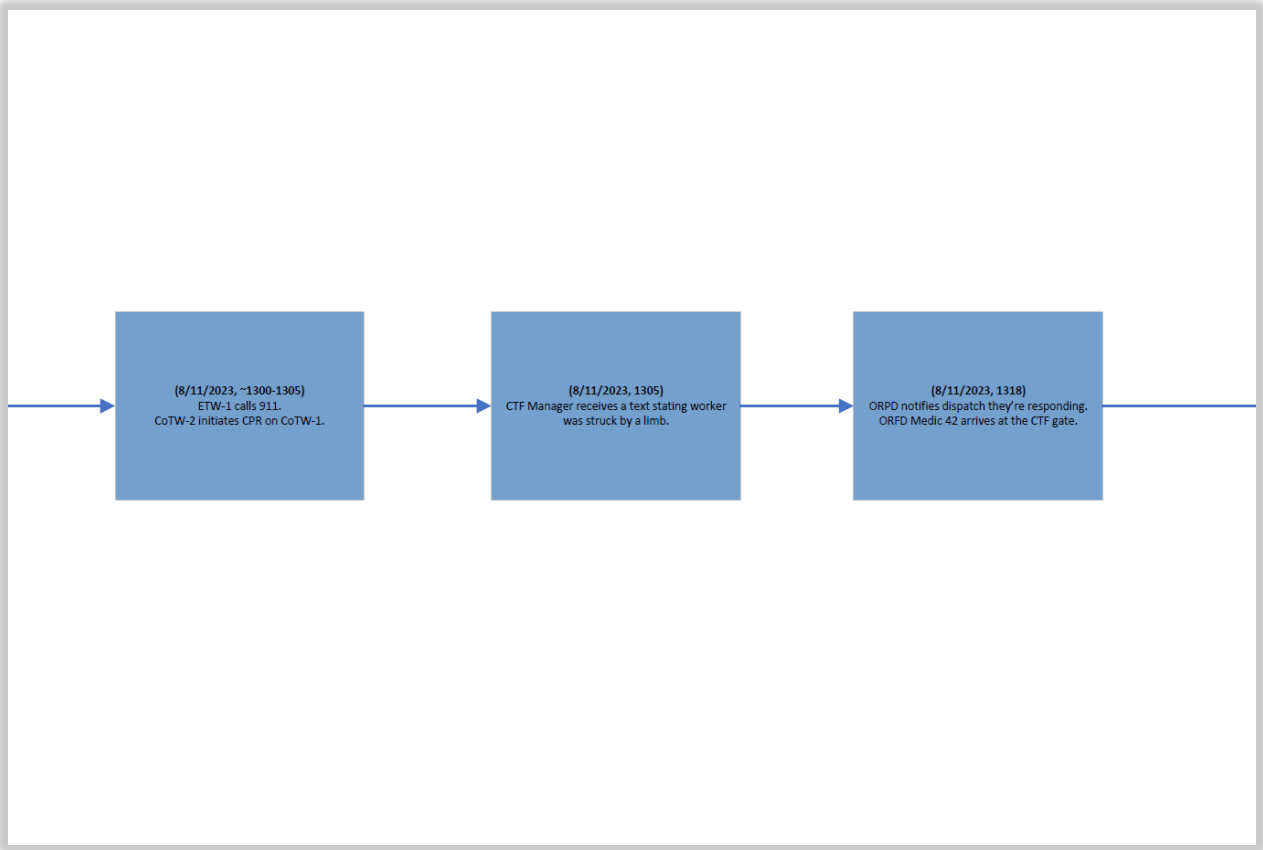 (8/11/2023, ~1300-1305)
ETW-1 calls 911.
CoTW-2 initiates CPR on CoTW-1.
(8/11/2023, 1305)
CTF Manager receives a text stating worker
was struck by a limb.
(8/11/2023, 1318)
ORPD notifies dispatch they're responding.
ORFD Medic 42 arrives at the CTF gate.